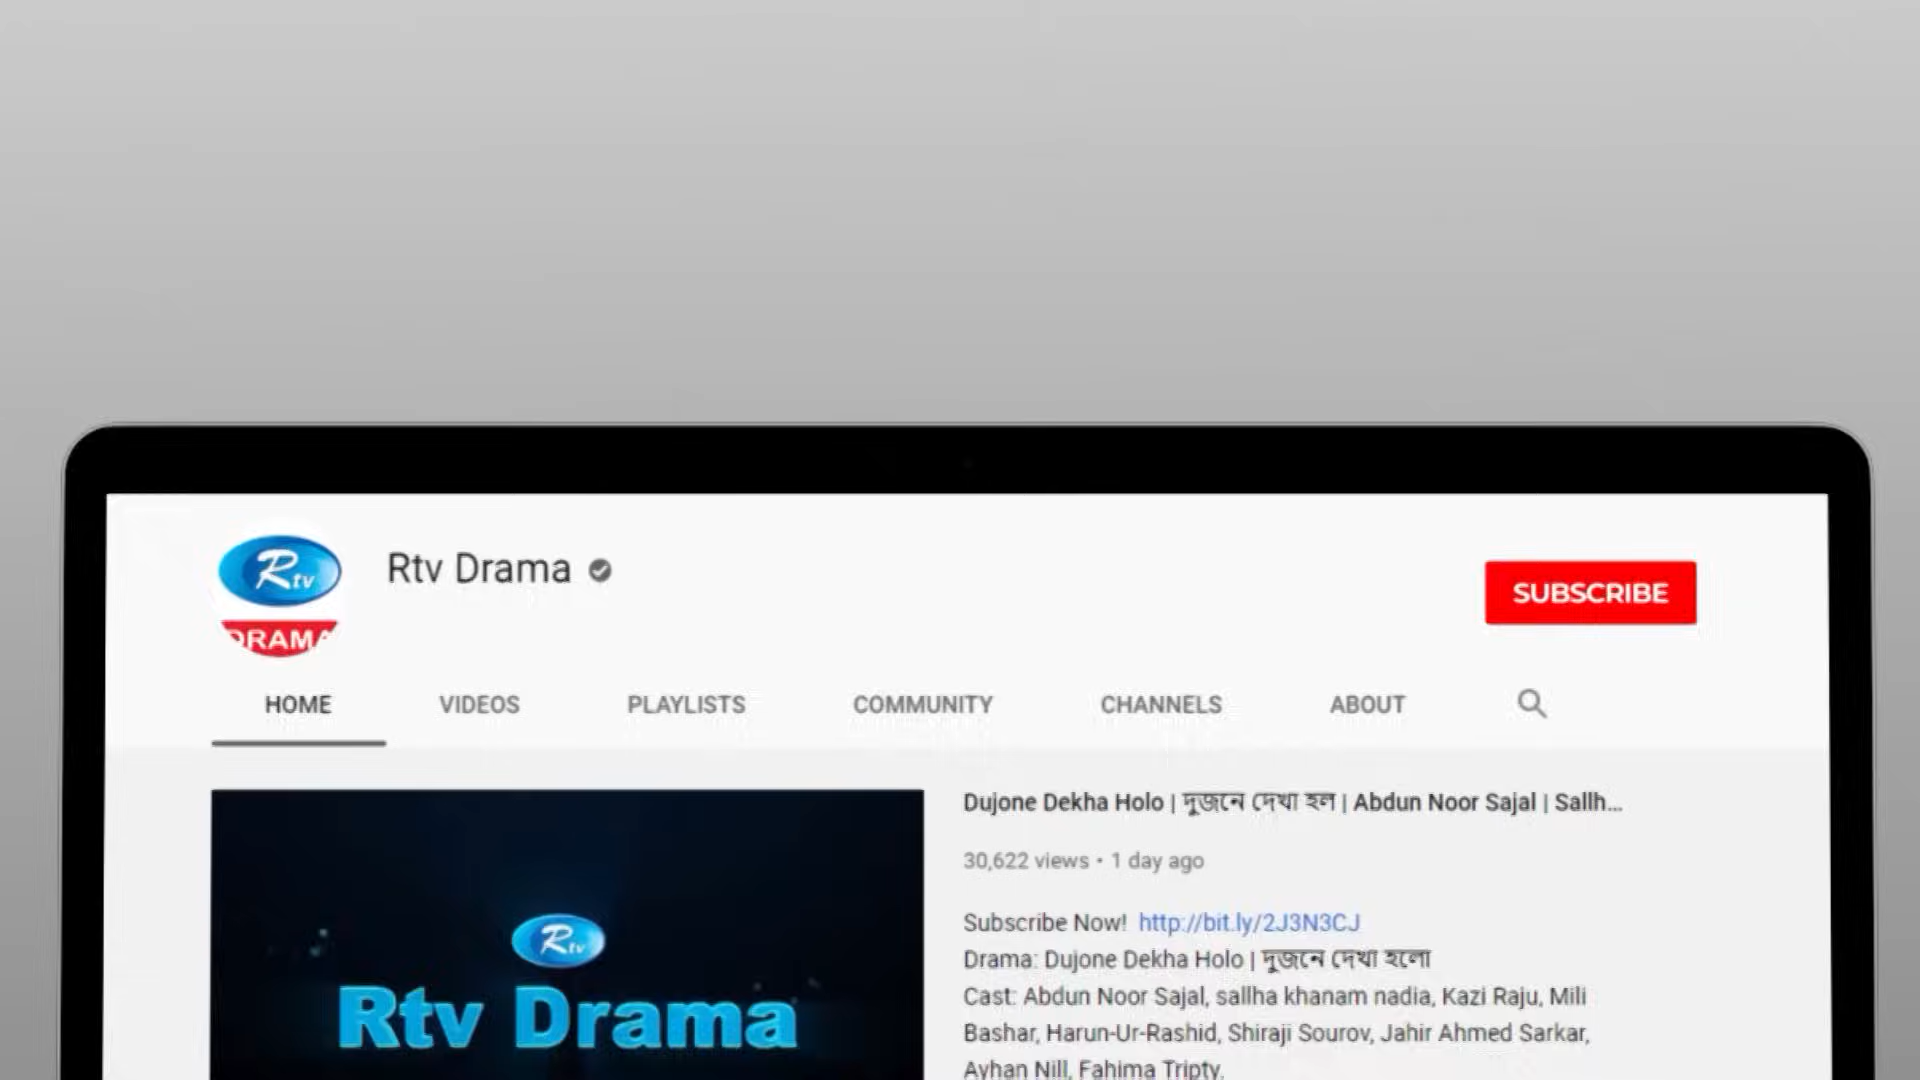 Rtv
DRAMA
Rtv Drama
SUBSCRIBE
HOME VIDEOS PLAYLISTS COMMUNITY CHANNELS ABOUT
Dujone Dekha Holo | দুজনে দেখা হল | Abdun Noor Sajal | Sallh...
30,622 views • 1 day ago
Subscribe Now! http://bit.ly/2J3N3CJ
Drama: Dujone Dekha Holo | দুজনে দেখা হলো
Cast: Abdun Noor Sajal, sallha khanam nadia, Kazi Raju, Mili
Bashar, Harun-Ur-Rashid, Shiraji Sourov, Jahir Ahmed Sarkar,
Ayhan Nill, Fahima Tripty.
Rtv
Rtv Drama